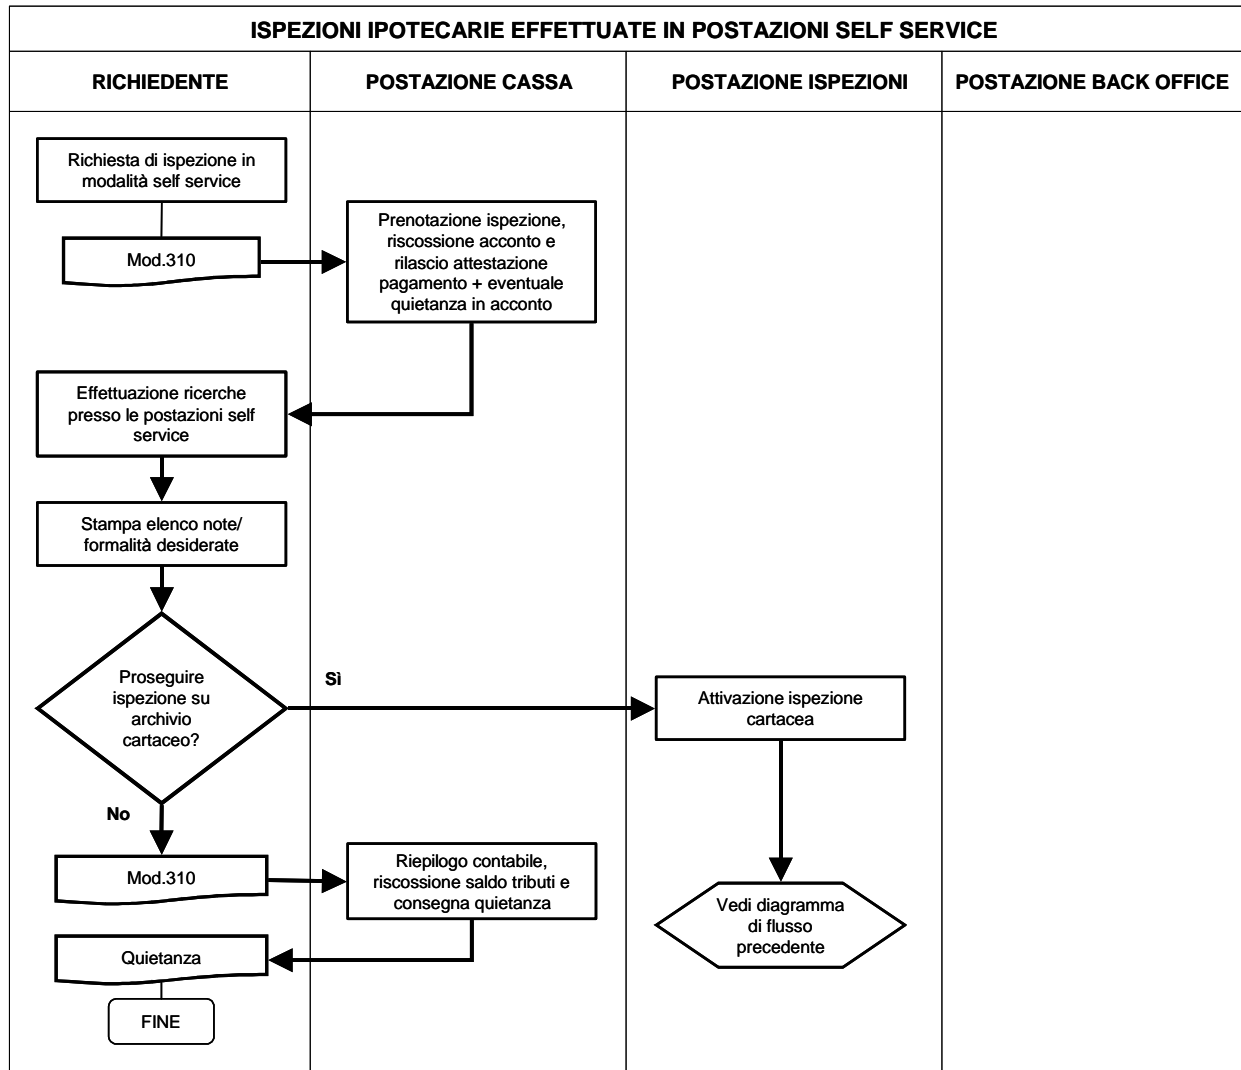 ISPEZIONI IPOTECARIE EFFETTUATE IN POSTAZIONI SELF SERVICE
RICHIEDENTE
POSTAZIONE CASSA
POSTAZIONE ISPEZIONI
POSTAZIONE BACK OFFICE
Richiesta di ispezione in
modalità self service
Mod.310
Prenotazione ispezione,
riscossione acconto e
rilascio attestazione
pagamento + eventuale
quietanza in acconto
Effettuazione ricerche
presso le postazioni self
service
Stampa elenco note/
formalità desiderate
Proseguire
ispezione su
archivio
cartaceo?
Sì
Attivazione ispezione
cartacea
No
Mod.310
Riepilogo contabile,
riscossione saldo tributi e
consegna quietanza
Vedi diagramma
di flusso
precedente
Quietanza
FINE